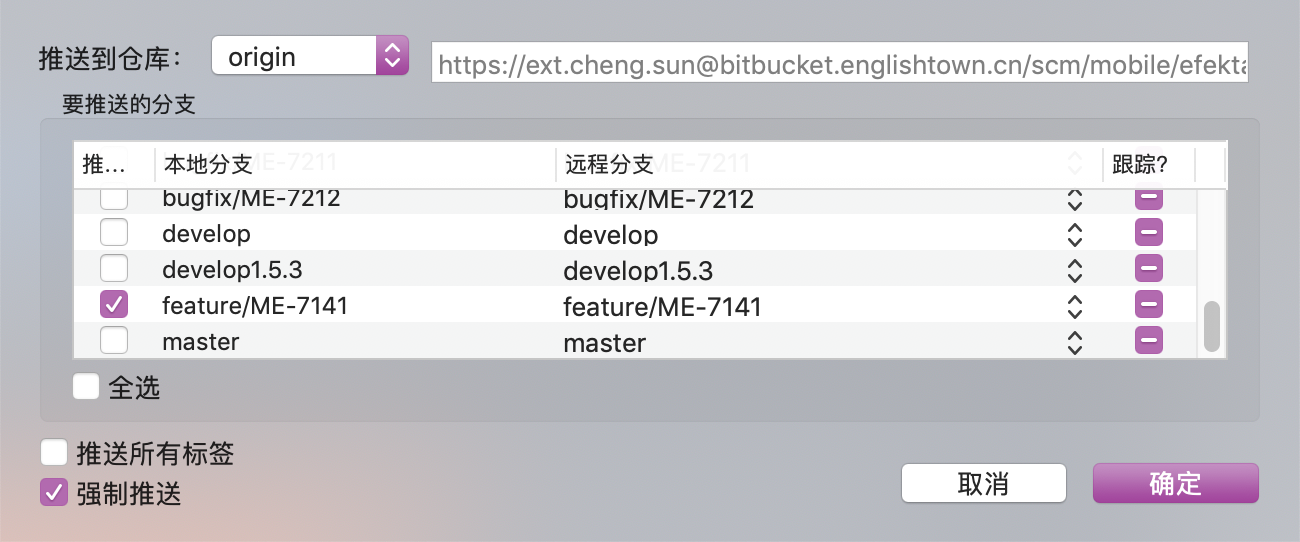 推送到仓库： origin https://ext.cheng.sun@bitbucket.englishtown.cn/scm/mobile/efekta
要推送的分支
推... 本地分支 远程分支 跟踪?
bugfix/ME-7212 bugfix/ME-7212
develop develop
develop1.5.3 develop1.5.3
feature/ME-7141 feature/ME-7141
master master
全选
推送所有标签
强制推送
取消 确定